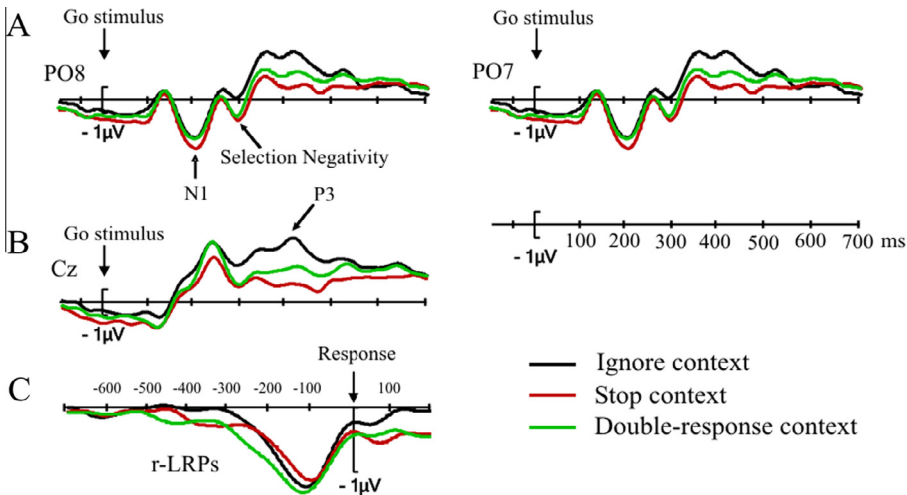 A
Go stimulus
PO8
- 1µV
N1
Selection Negativity
Go stimulus
PO7
- 1µV
B
Go stimulus
Cz
P3
- 1µV
- 1µV
100 200 300 400 500 600 700 ms
C
Response
-600 -500 -400 -300 -200 -100 100
r-LRPs
- 1µV
Ignore context
Stop context
Double-response context